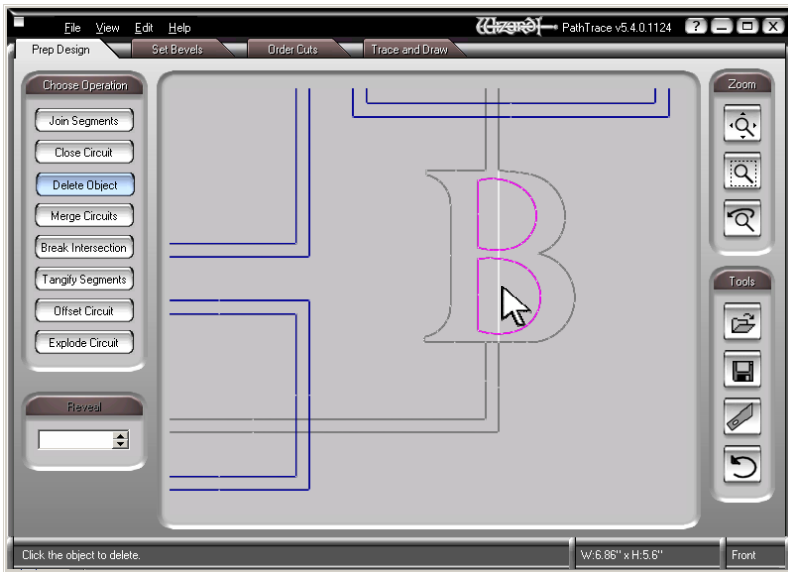 File View Edit Help
Wizard PathTrace v5.4.0.1124 ?
Prep Design Set Bevels Order Cuts Trace and Draw
Choose Operation
Join Segments
Close Circuit
Delete Object
Merge Circuits
Break Intersection
Tangify Segments
Offset Circuit
Explode Circuit
Reveal
B
Zoom
Tools
Click the object to delete. W:6.86'' x H:5.6'' Front